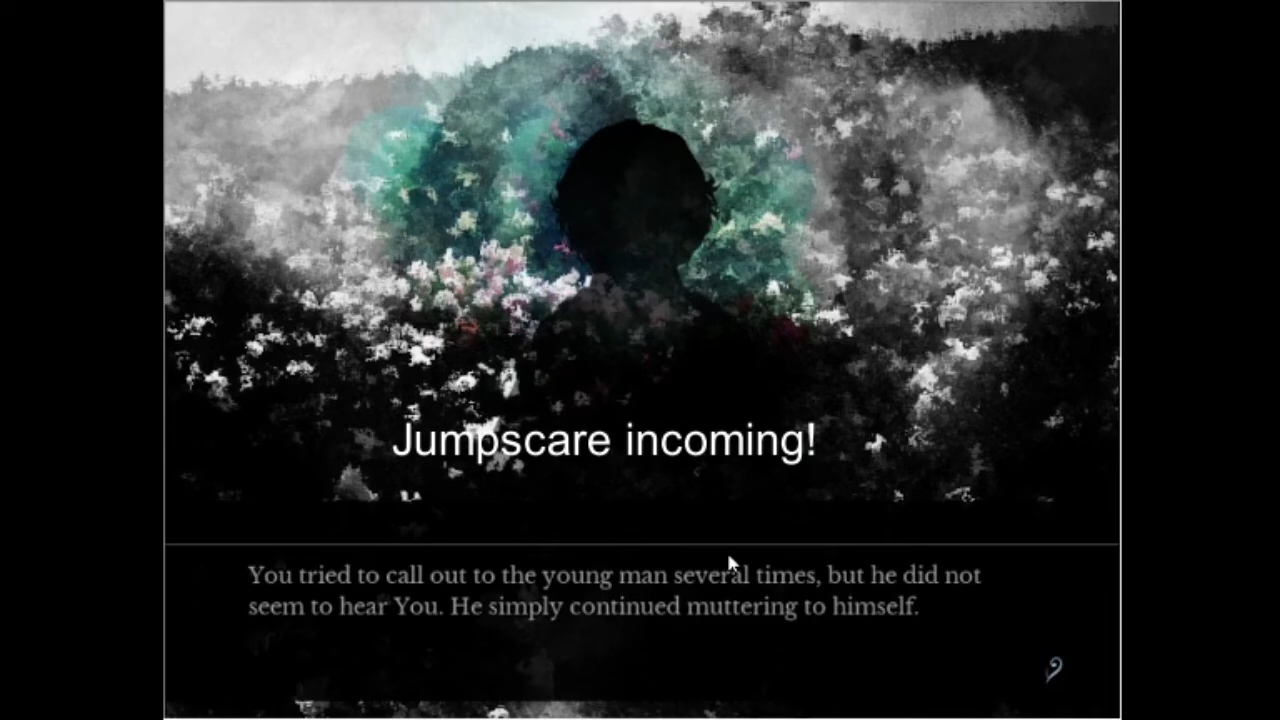 Jumpscare incoming!
You tried to call out to the young man several times, but he did not
seem to hear You. He simply continued muttering to himself.